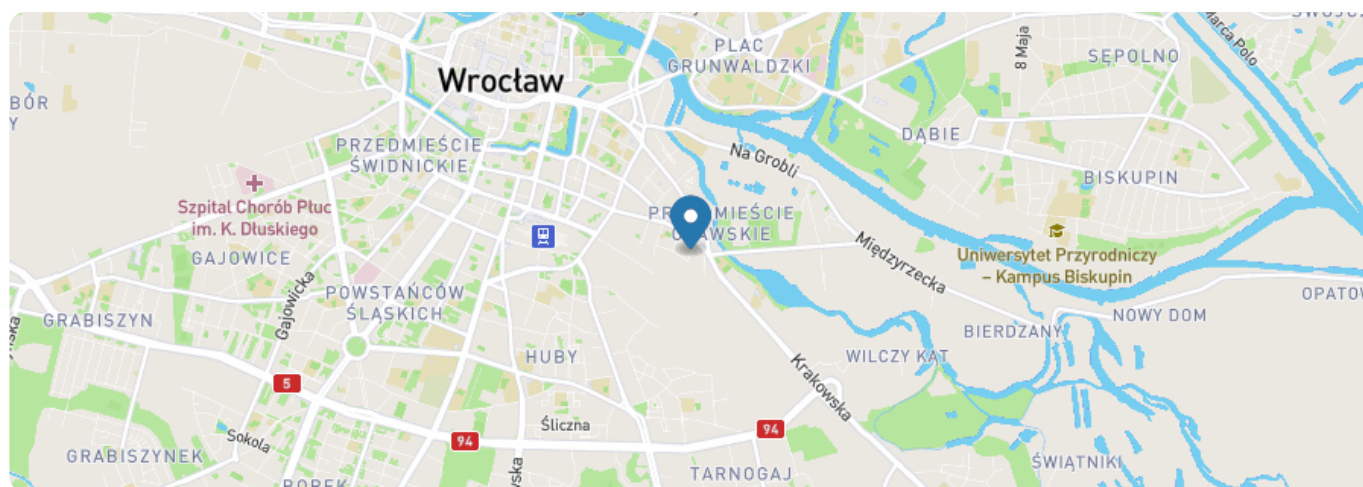 SĘPOLNO
8 Maja
Marca Polo
PLAC
GRUNWALDZKI
Wrocław
BÓR
DĄBIE
PRZEDMIEŚCIE
ŚWIDNICKIE
Na Grobli
BISKUPIN
Szpital Chorób Płuc
im. K. Dłuskiego
GAJOWICE
Uniwersytet Przyrodniczy
– Kampus Biskupin
Międzyrzecka
Gajowicka
POWSTAŃCÓW
ŚLĄSKICH
GRABISZYN
OPATOW
NOWY DOM
BIERDZANY
HUBY
WILCZY KĄT
5
Krakowska
Śliczna
94
94
Sokola
GRABISZYNEK
TARNOGAJ
ŚWIĄTNIKI